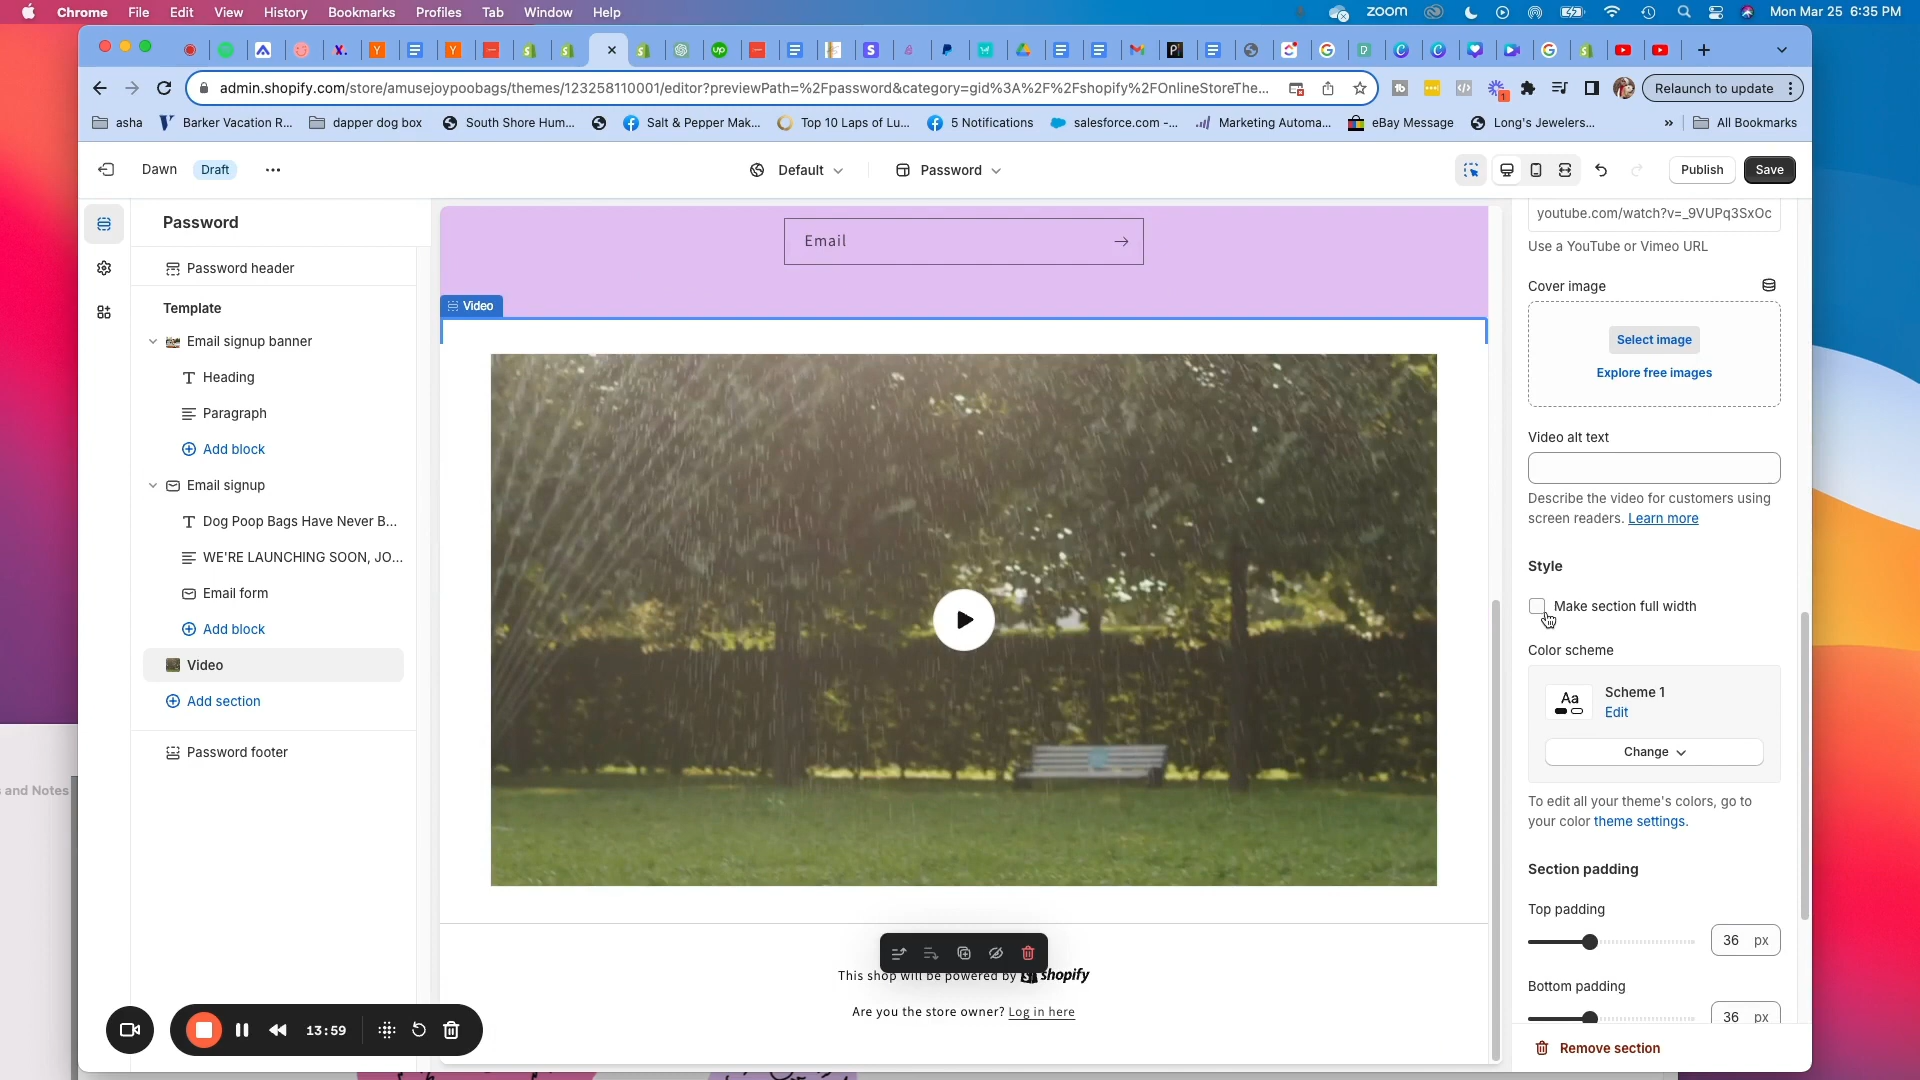 Chrome File Edit View History Bookmarks Profiles Tab Window Help
zoom Mon Mar 25 6:35 PM
admin.shopify.com/store/amusejoypoobags/themes/123258110001/editor?previewPath=%2Fpassword&category=gid%3A%2F%2Fshopify%2FOnlineStoreThe...
Relaunch to update
asha Barker Vacation R... dapper dog box South Shore Hum... Salt & Pepper Mak... Top 10 Laps of Lu... 5 Notifications salesforce.com -... Marketing Automa... eBay Message Long's Jewelers... » All Bookmarks
Dawn Draft Default Password Publish Save
Password
Password header
Template
Email signup banner
Heading
Paragraph
Add block
Email signup
Dog Poop Bags Have Never B...
WE'RE LAUNCHING SOON, JO...
Email form
Add block
Video
Add section
Password footer
Email
Video
This shop will be powered by shopify
Are you the store owner? Log in here
youtube.com/watch?v=_9VUPq3SxOc
Use a YouTube or Vimeo URL
Cover image
Select image
Explore free images
Video alt text
Describe the video for customers using
screen readers. Learn more
Style
Make section full width
Color scheme
Aa
Scheme 1
Edit
Change
To edit all your theme's colors, go to
your color theme settings.
Section padding
Top padding
36 px
Bottom padding
36 px
Remove section
13:59
s and Notes